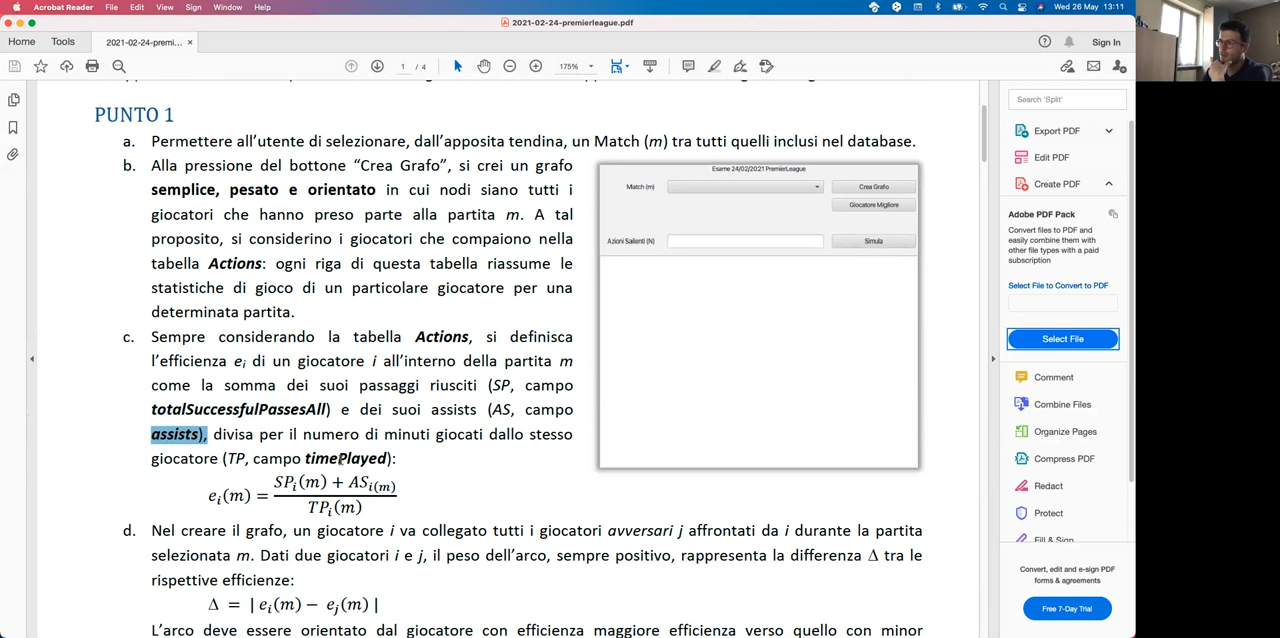 Acrobat Reader File Edit View Sign Window Help Wed 26 May 13:11
2021-02-24-premierleague.pdf
Home Tools 2021-02-24-premi... × Sign In
1 / 4 175%
PUNTO 1
a. Permettere all'utente di selezionare, dall'apposita tendina, un Match (m) tra tutti quelli inclusi nel database.
b. Alla pressione del bottone "Crea Grafo", si crei un grafo
semplice, pesato e orientato in cui nodi siano tutti i
giocatori che hanno preso parte alla partita m. A tal
proposito, si considerino i giocatori che compaiono nella
tabella Actions: ogni riga di questa tabella riassume le
statistiche di gioco di un particolare giocatore per una
determinata partita.
c. Sempre considerando la tabella Actions, si definisca
l'efficienza ei di un giocatore i all'interno della partita m
come la somma dei suoi passaggi riusciti (SP, campo
totalSuccessfulPassesAll) e dei suoi assists (AS, campo
assists), divisa per il numero di minuti giocati dallo stesso
giocatore (TP, campo timePlayed):
ei(m) = SPi(m) + ASi(m) / TPi(m)
d. Nel creare il grafo, un giocatore i va collegato tutti i giocatori avversari j affrontati da i durante la partita
selezionata m. Dati due giocatori i e j, il peso dell'arco, sempre positivo, rappresenta la differenza Δ tra le
rispettive efficienze:
Δ = | ei(m) − ej(m) |
L'arco deve essere orientato dal giocatore con efficienza maggiore efficienza verso quello con minor
Esame 24/02/2021 PremierLeague
Match (m) Crea Grafo
Giocatore Migliore
Azioni Salienti (N) Simula
Search 'Split'
Export PDF
Edit PDF
Create PDF
Adobe PDF Pack
Convert files to PDF and
easily combine them with
other file types with a paid
subscription
Select File to Convert to PDF
Select File
Comment
Combine Files
Organize Pages
Compress PDF
Redact
Protect
Fill & Sign
Convert, edit and e-sign PDF
forms & agreements
Free 7-Day Trial